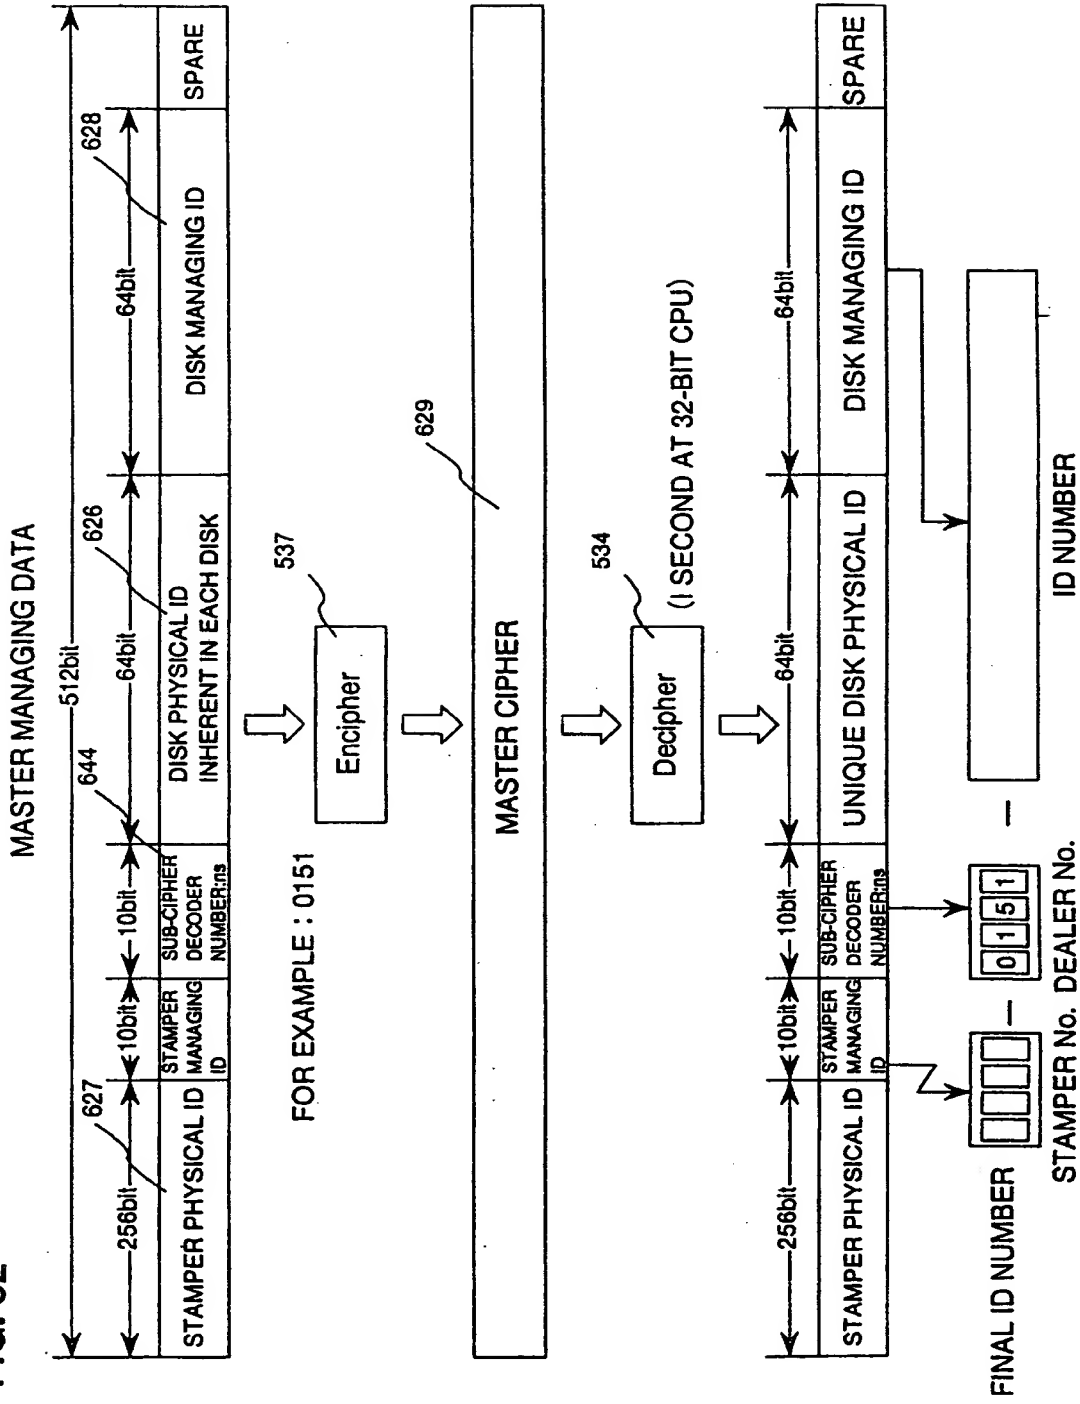 MASTER MANAGING DATA
512bit
627
644
626
628
256bit
10bit
10bit
64bit
64bit
STAMPER PHYSICAL ID
STAMPER
MANAGING
ID
SUB-CIPHER
DECODER
NUMBER:ns
DISK PHYSICAL ID
INHERENT IN EACH DISK
DISK MANAGING ID
SPARE
FOR EXAMPLE : 0151
Encipher
537
MASTER CIPHER
629
Decipher
534
(I SECOND AT 32-BIT CPU)
256bit
10bit
10bit
64bit
64bit
STAMPER PHYSICAL ID
STAMPER
MANAGING
ID
SUB-CIPHER
DECODER
NUMBER:ns
UNIQUE DISK PHYSICAL ID
DISK MANAGING ID
SPARE
FINAL ID NUMBER
— 0 1 5 1 —
STAMPER No. DEALER No.
ID NUMBER